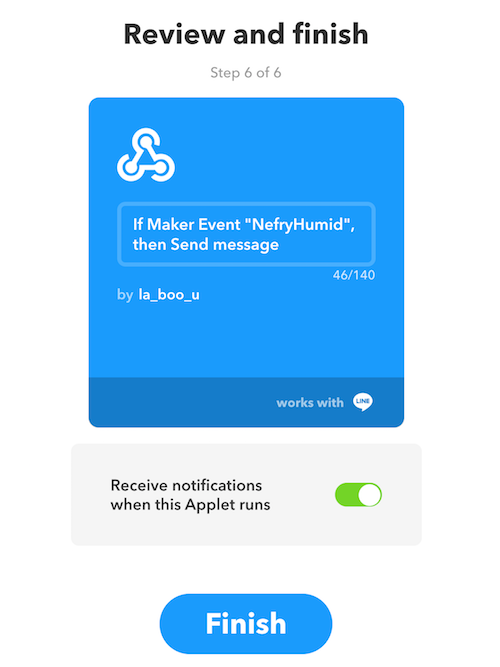 Review and finish
Step 6 of 6
If Maker Event "NefryHumid",
then Send message
46/140
by la_boo_u
works with LINE
Receive notifications
when this Applet runs
Finish